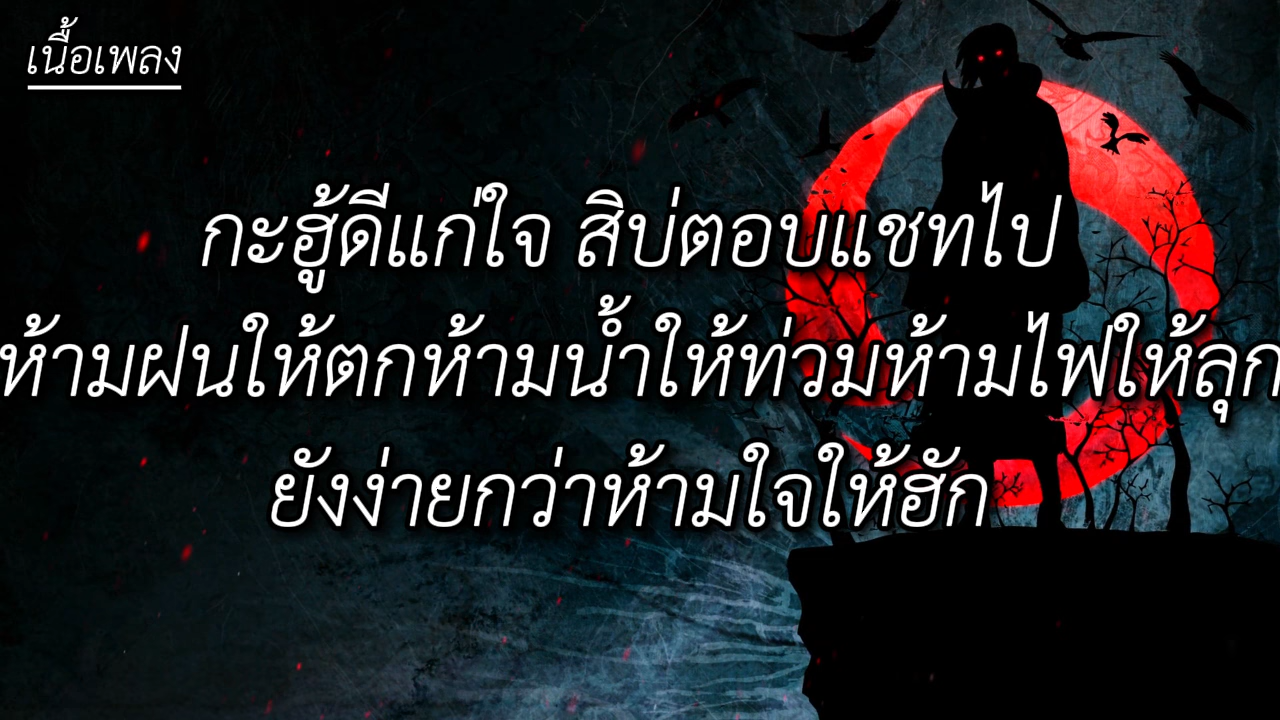 เนื้อเพลง
กะฮู้ดีแก่ใจ สิบ่ตอบแชทไป
ห้ามฝนให้ตกห้ามน้ำให้ท่วมห้ามไฟให้ลุก
ยังง่ายกว่าห้ามใจให้ฮัก